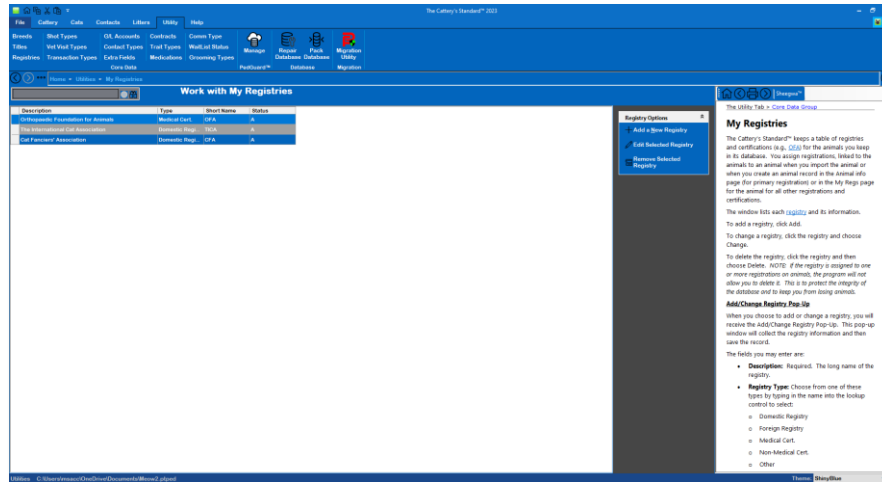 The Cattery's Standard™ 2023
File Cattery Cats Contacts Litters Utility Help
Breeds Shot Types G/L Accounts Contracts Comm Type
Titles Vet Visit Types Contact Types Trait Types WaitList Status
Registries Transaction Types Extra Fields Medications Grooming Types
Manage Repair Database Pack Database Migration Utility
Core Data PedGuard™ Database Migration
Home Utilities My Registries
Work with My Registries
Description Type Short Name Status
Orthopaedic Foundation for Animals Medical Cert. OFA A
The International Cat Association Domestic Regi... TICA A
Cat Fanciers' Association Domestic Regi... CFA A
Registry Options
Add a New Registry
Edit Selected Registry
Remove Selected
Registry
The Utility Tab > Core Data Group
My Registries
The Cattery's Standard™ keeps a table of registries
and certifications (e.g., OFA) for the animals you keep
in its database. You assign registrations, linked to the
animals to an animal when you import the animal or
when you create an animal record in the Animal info
page (for primary registration) or in the My Regs page
for the animal for all other registrations and
certifications.
The window lists each registry and its information.
To add a registry, click Add.
To change a registry, click the registry and choose
Change.
To delete the registry, click the registry and then
choose Delete. NOTE: if the registry is assigned to one
or more registrations on animals, the program will not
allow you to delete it. This is to protect the integrity of
the database and to keep you from losing animals.
Add/Change Registry Pop-Up
When you choose to add or change a registry, you will
receive the Add/Change Registry Pop-Up. This pop-up
window will collect the registry information and then
save the record.
The fields you may enter are:
• Description: Required. The long name of the
registry.
• Registry Type: Choose from one of these
types by typing in the name into the lookup
control to select:
o Domestic Registry
o Foreign Registry
o Medical Cert.
o Non-Medical Cert.
o Other
Utilities Theme: ShinyBlue